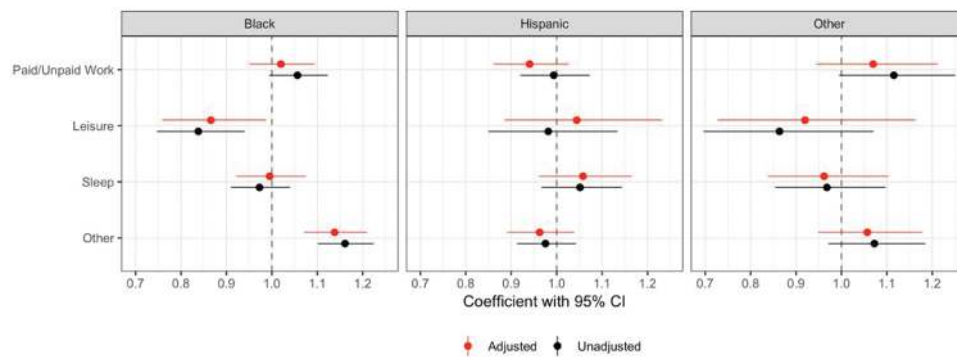 Black Hispanic Other
Paid/Unpaid Work
Leisure
Sleep
Other
0.7 0.8 0.9 1.0 1.1 1.2 0.7 0.8 0.9 1.0 1.1 1.2 0.7 0.8 0.9 1.0 1.1 1.2
Coefficient with 95% CI
Adjusted Unadjusted